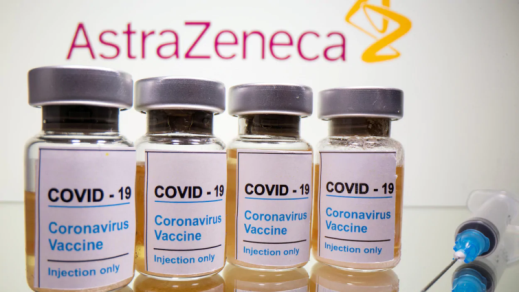 AstraZeneca
COVID - 19
Coronavirus
Vaccine
Injection only
COVID - 19
Coronavirus
Vaccine
Injection only
COVID - 19
Coronavirus
Vaccine
Injection only
COVID - 19
Coronavirus
Vaccine
Injection only